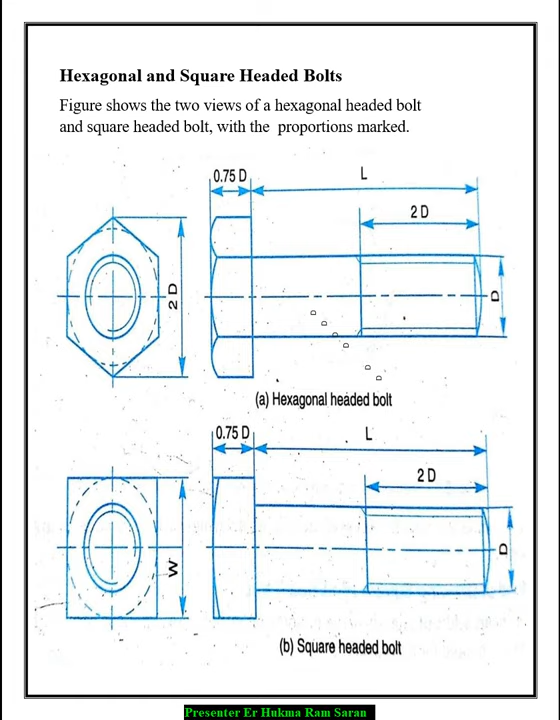 Hexagonal and Square Headed Bolts
Figure shows the two views of a hexagonal headed bolt
and square headed bolt, with the proportions marked.
0.75 D
L
2 D
2 D
D
(a) Hexagonal headed bolt
0.75 D
L
2 D
W
D
(b) Square headed bolt
Presenter Er Hukma Ram Saran